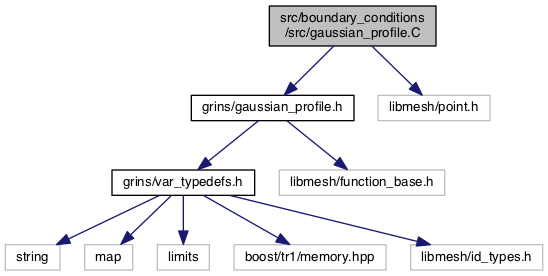 src/boundary_conditions
/src/gaussian_profile.C
grins/gaussian_profile.h
libmesh/point.h
grins/var_typedefs.h
libmesh/function_base.h
string
map
limits
boost/tr1/memory.hpp
libmesh/id_types.h